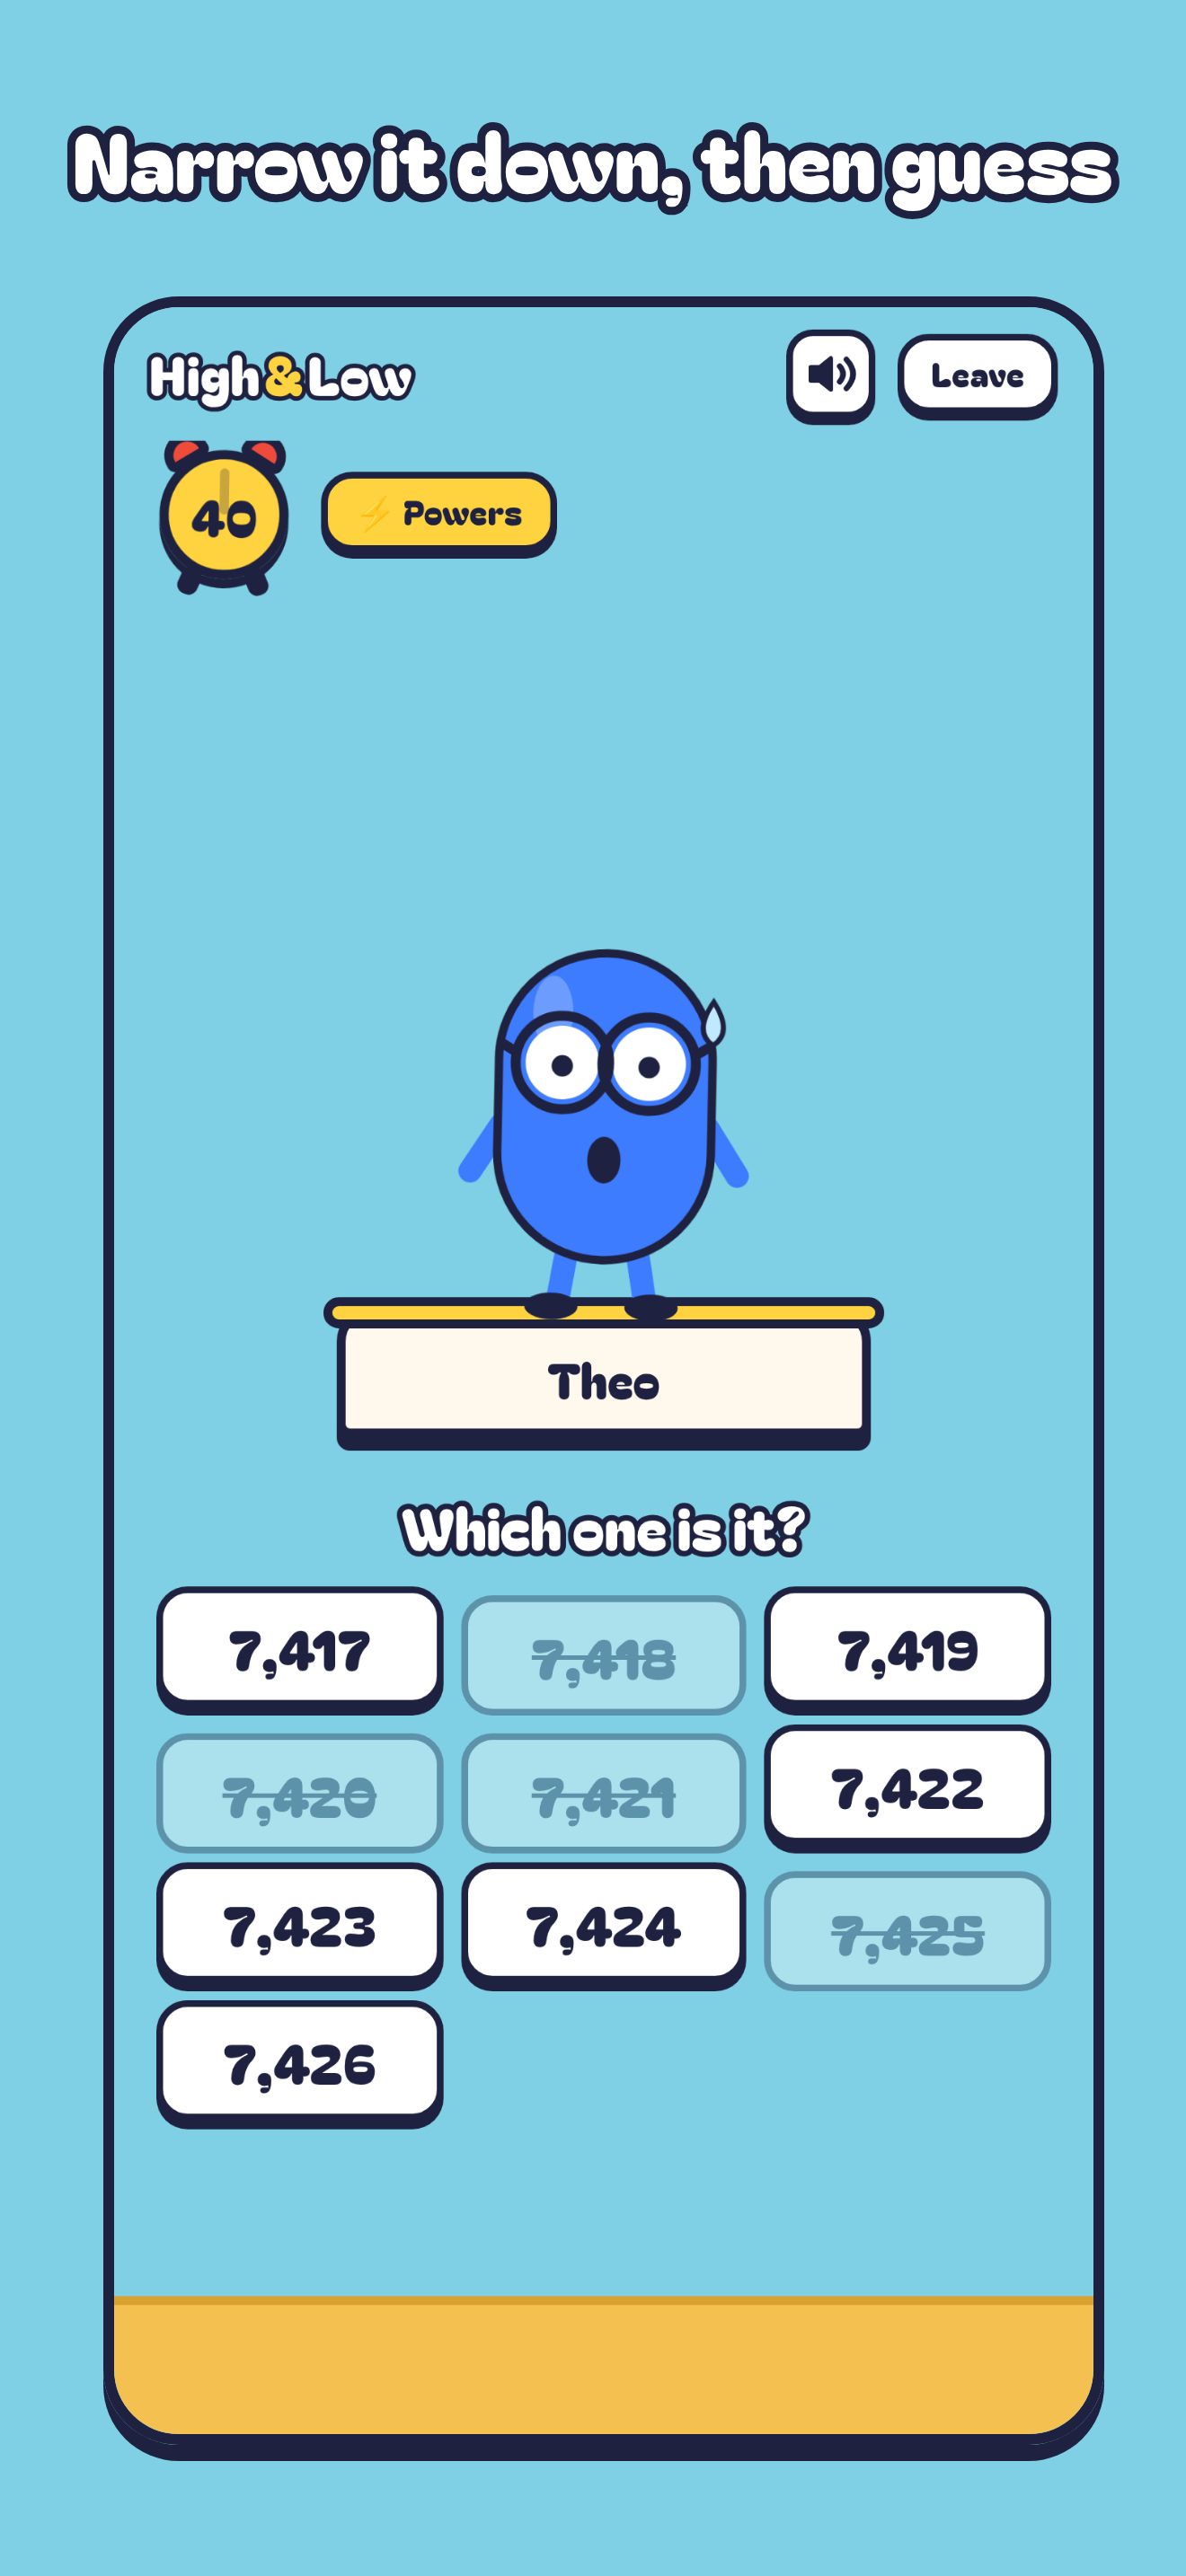 Narrow it down, then guess
High&Low
Leave
40
⚡ Powers
Theo
Which one is it?
7,417
7,418
7,419
7,420
7,421
7,422
7,423
7,424
7,425
7,426